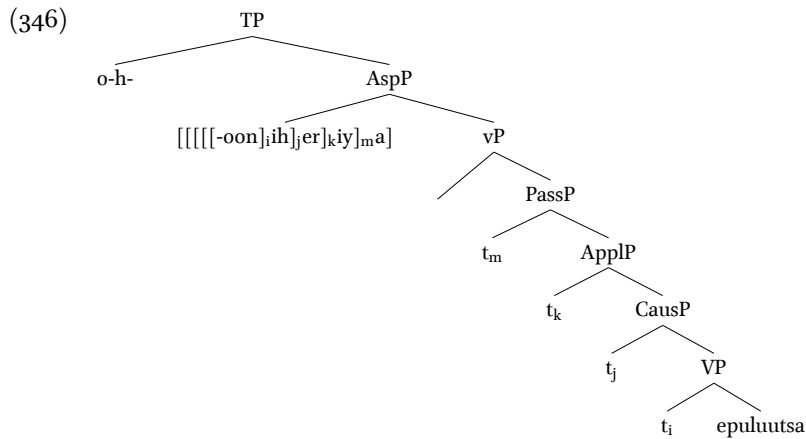 (346) TP
o-h- AspP
[[[[[-oon]ᵢih]ⱼer]ₖiy]ₘa] vP
PassP
tₘ ApplP
tₖ CausP
tⱼ VP
tᵢ epuluutsa